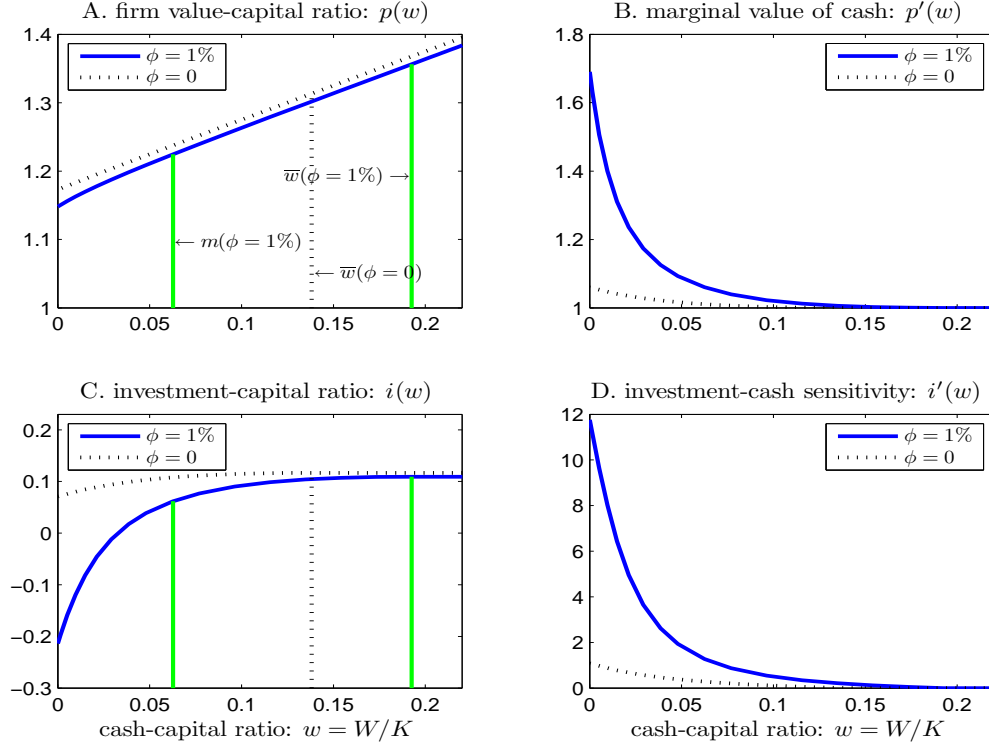 A. firm value-capital ratio: p(w)
1.4
1.3
1.2
1.1
1
ϕ = 1%
ϕ = 0
w̅(ϕ = 1%) →
← m(ϕ = 1%)
← w̅(ϕ = 0)
0 0.05 0.1 0.15 0.2
B. marginal value of cash: p′(w)
1.8
1.6
1.4
1.2
1
ϕ = 1%
ϕ = 0
0 0.05 0.1 0.15 0.2
C. investment-capital ratio: i(w)
0.2
0.1
0
−0.1
−0.2
−0.3
ϕ = 1%
ϕ = 0
0 0.05 0.1 0.15 0.2
cash-capital ratio: w = W/K
D. investment-cash sensitivity: i′(w)
12
10
8
6
4
2
0
ϕ = 1%
ϕ = 0
0 0.05 0.1 0.15 0.2
cash-capital ratio: w = W/K